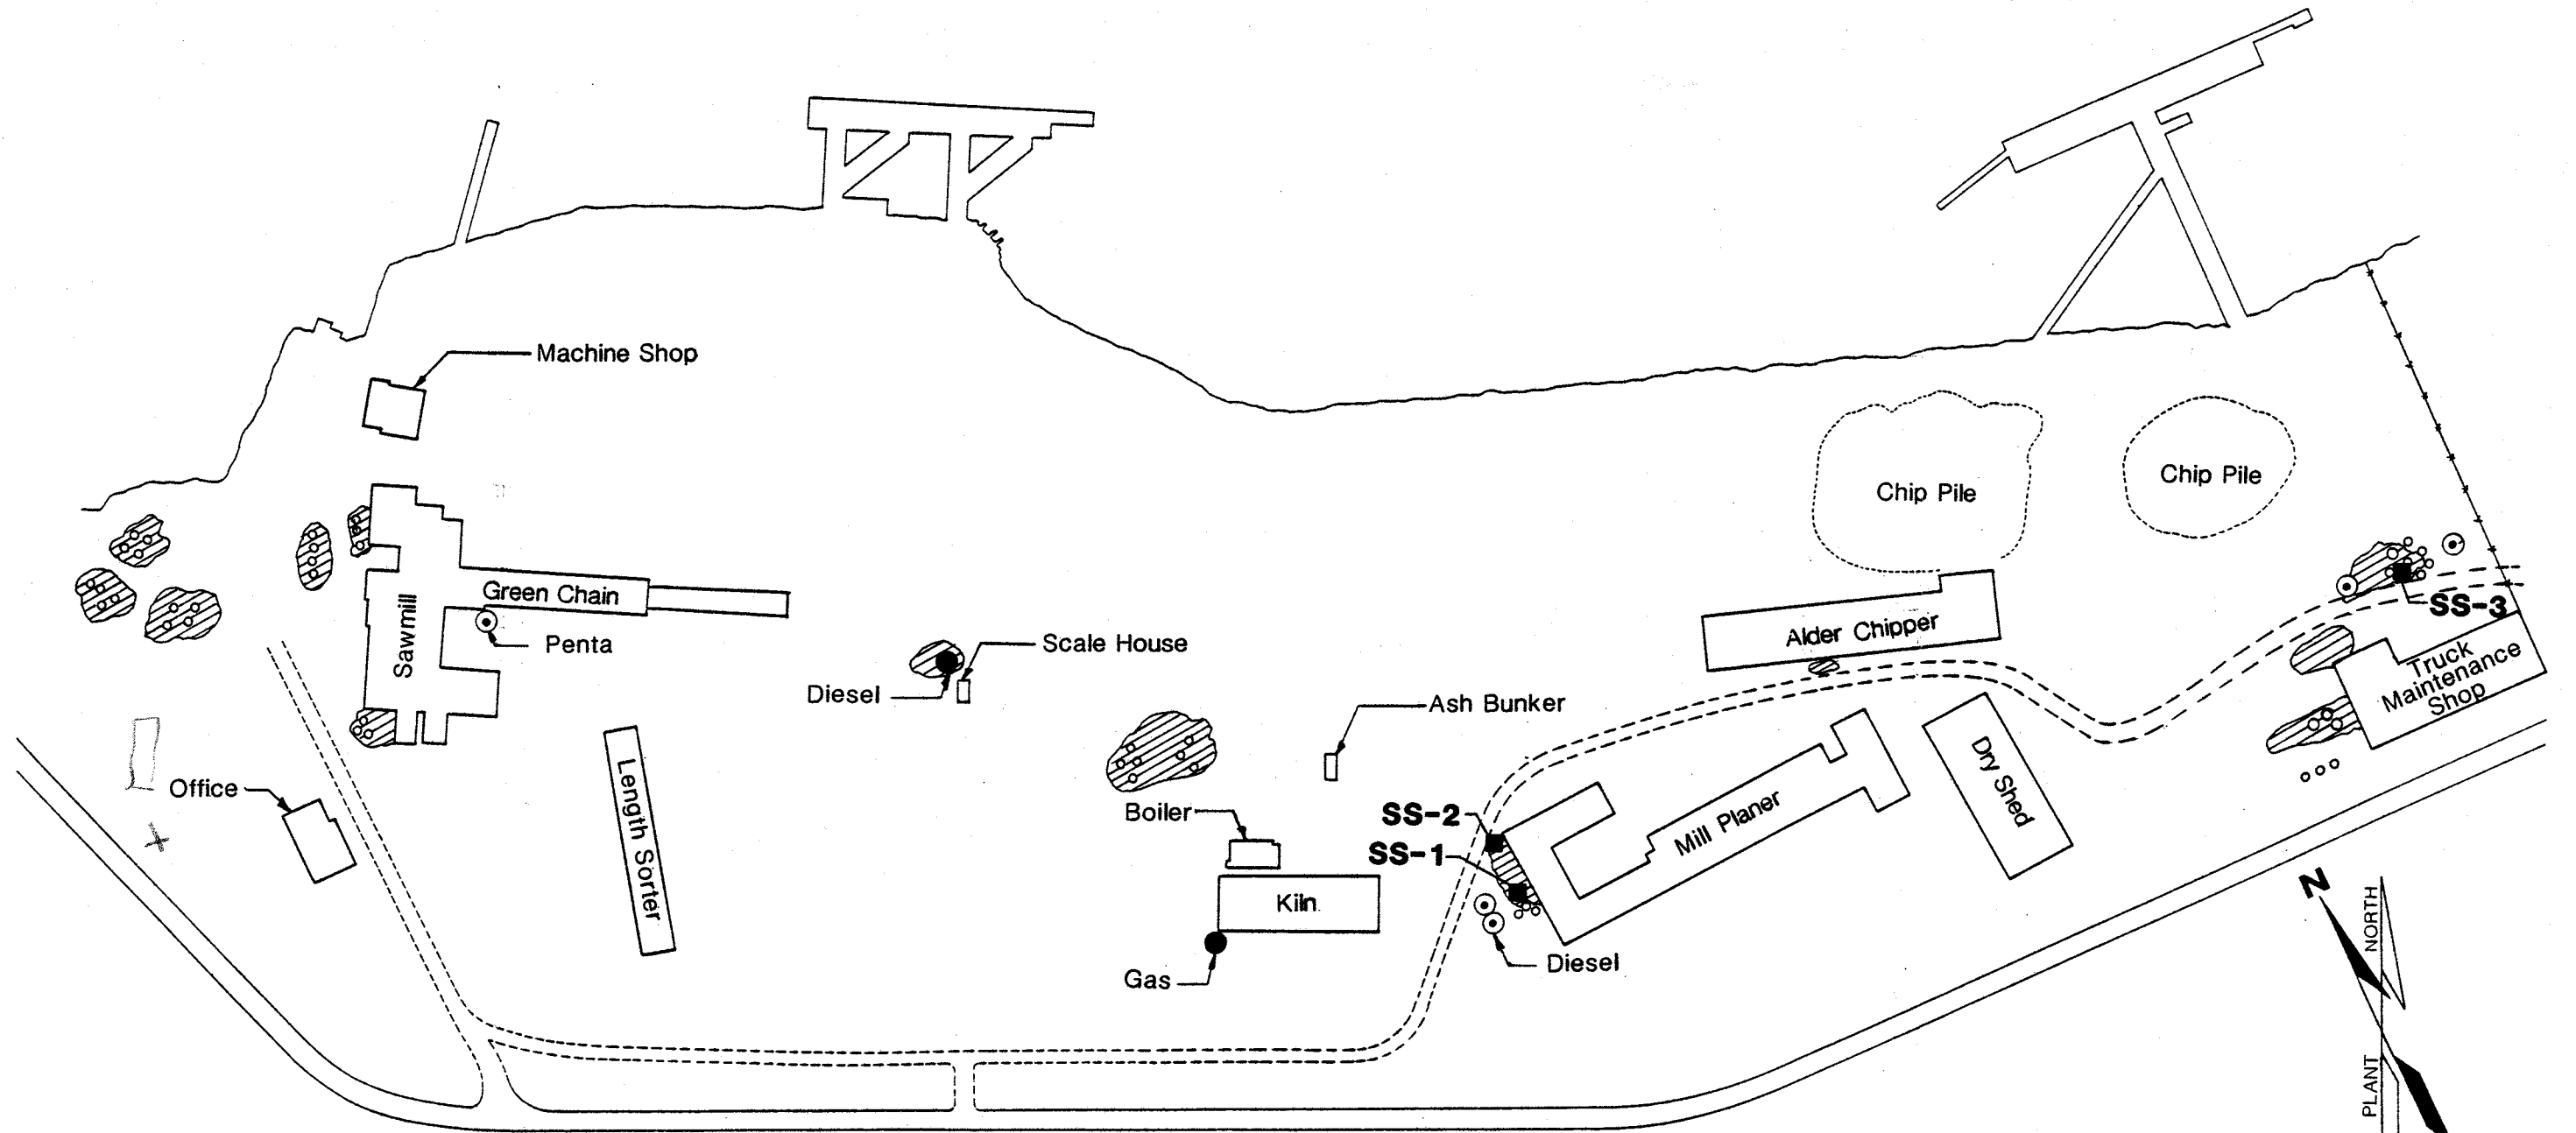 Machine Shop
Chip Pile
Chip Pile
Green Chain
Sawmill
Penta
Scale House
Diesel
Alder Chipper
SS-3
Truck
Maintenance
Shop
Ash Bunker
Office
Length Sorter
Boiler
SS-2
SS-1
Mill Planer
Dry Shed
Kiln
Gas
Diesel
N
PLANT NORTH